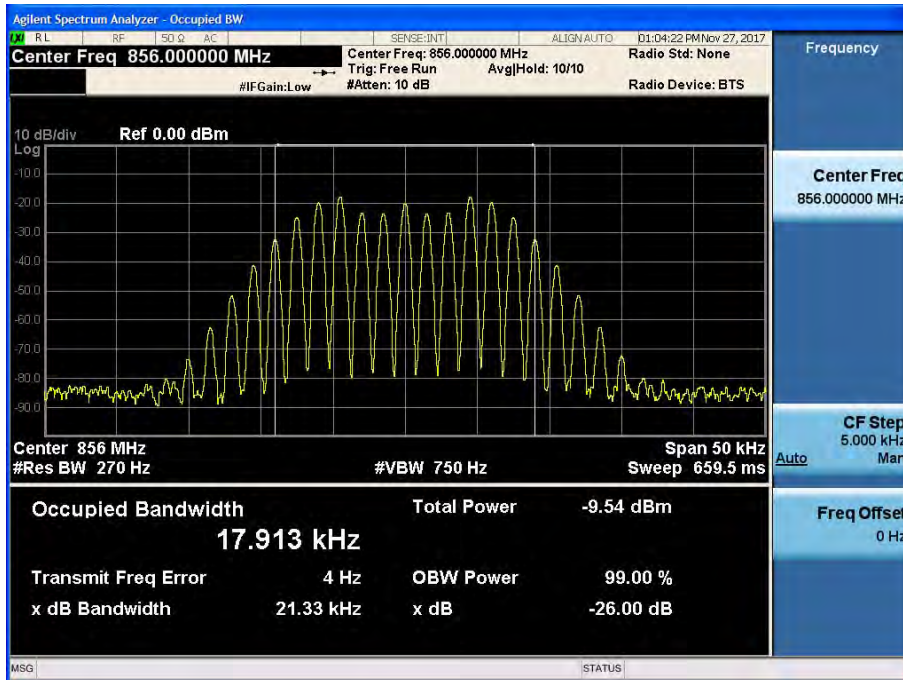 Agilent Spectrum Analyzer - Occupied BW
LXI RL RF 50 Ω AC SENSE:INT ALIGNAUTO 01:04:22 PMNov 27, 2017
Center Freq 856.000000 MHz
Center Freq: 856.000000 MHz Radio Std: None
Trig: Free Run Avg|Hold: 10/10
#IFGain:Low #Atten: 10 dB Radio Device: BTS
10 dB/div Ref 0.00 dBm
Log
-10.0
-20.0
-30.0
-40.0
-50.0
-60.0
-70.0
-80.0
-90.0
Center 856 MHz Span 50 kHz
#Res BW 270 Hz #VBW 750 Hz Sweep 659.5 ms
Occupied Bandwidth Total Power -9.54 dBm
17.913 kHz
Transmit Freq Error 4 Hz OBW Power 99.00 %
x dB Bandwidth 21.33 kHz x dB -26.00 dB
MSG STATUS
Frequency
Center Freq
856.000000 MHz
CF Step
5.000 kHz
Auto Man
Freq Offset
0 Hz